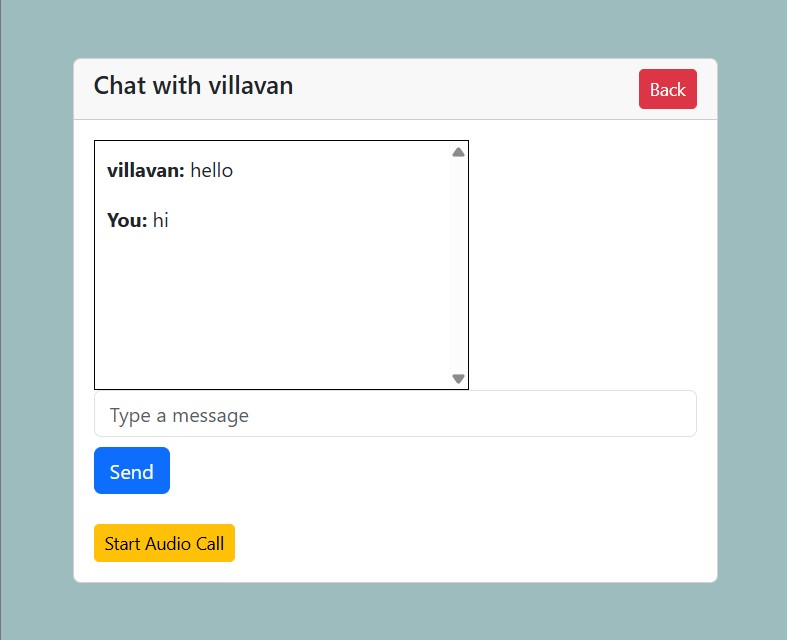 Chat with villavan
Back
villavan: hello
You: hi
Type a message
Send
Start Audio Call